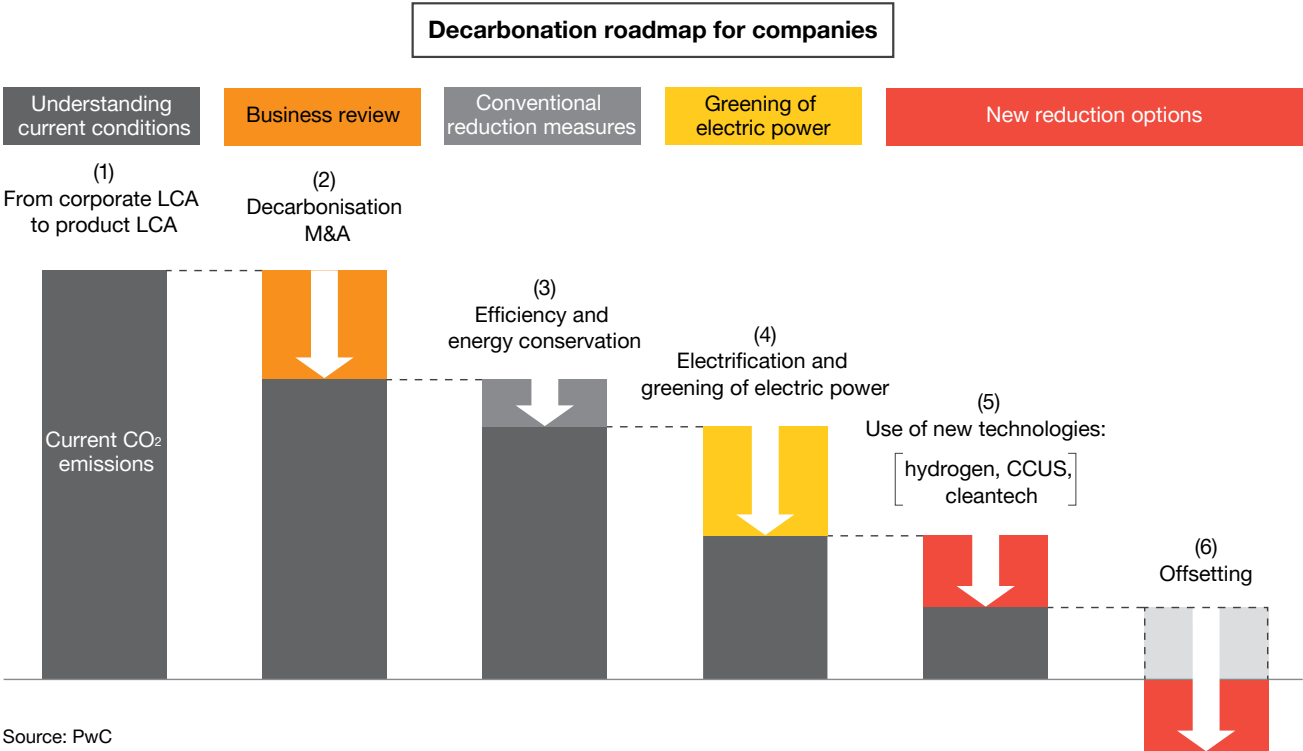 Decarbonation roadmap for companies
Understanding
current conditions
Business review
Conventional
reduction measures
Greening of
electric power
New reduction options
(1)
From corporate LCA
to product LCA
(2)
Decarbonisation
M&A
(3)
Efficiency and
energy conservation
(4)
Electrification and
greening of electric power
(5)
Use of new technologies:
hydrogen, CCUS,
cleantech
(6)
Offsetting
Current CO₂
emissions
Source: PwC